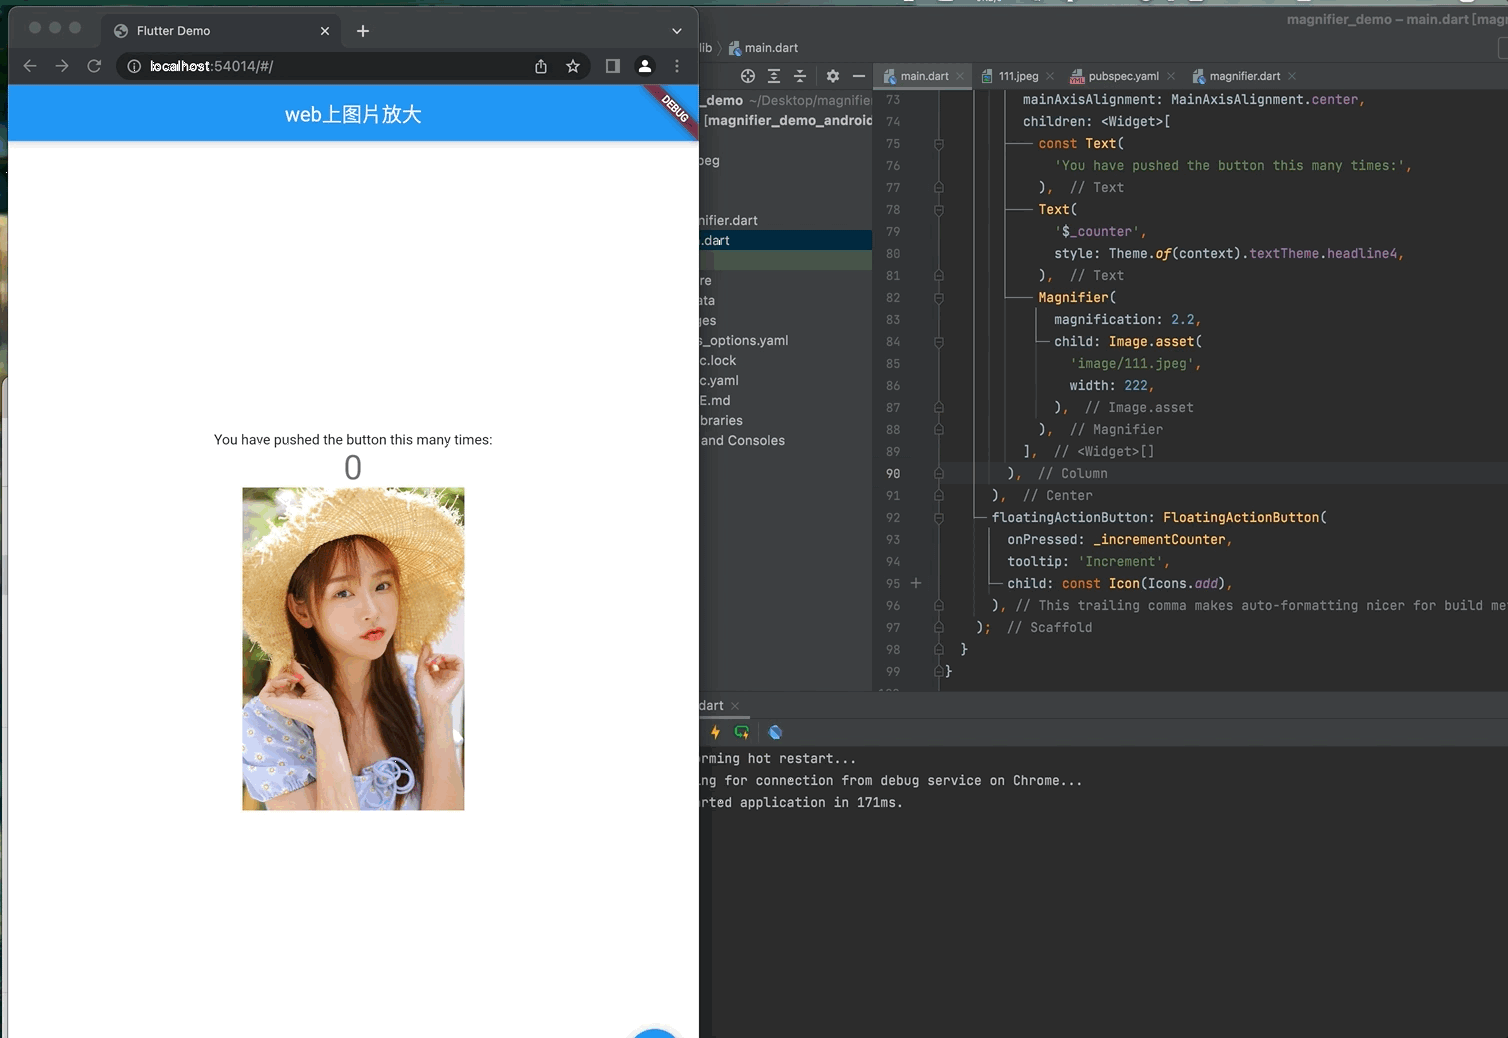 Flutter Demo
localhost:54014/#/
web上图片放大
DEBUG
You have pushed the button this many times:
0
magnifier_demo – main.dart [mag
lib
main.dart
main.dart
111.jpeg
pubspec.yaml
magnifier.dart
_demo ~/Desktop/magnifie
[magnifier_demo_android
peg
nifier.dart
.dart
re
ata
ges
s_options.yaml
c.lock
c.yaml
E.md
braries
and Consoles
73 mainAxisAlignment: MainAxisAlignment.center,
74 children: <Widget>[
75 const Text(
76 'You have pushed the button this many times:',
77 ), // Text
78 Text(
79 '$_counter',
80 style: Theme.of(context).textTheme.headline4,
81 ), // Text
82 Magnifier(
83 magnification: 2.2,
84 child: Image.asset(
85 'image/111.jpeg',
86 width: 222,
87 ), // Image.asset
88 ), // Magnifier
89 ], // <Widget>[]
90 ), // Column
91 ), // Center
92 floatingActionButton: FloatingActionButton(
93 onPressed: _incrementCounter,
94 tooltip: 'Increment',
95 child: const Icon(Icons.add),
96 ), // This trailing comma makes auto-formatting nicer for build me
97 ); // Scaffold
98 }
99 }
dart
rming hot restart...
ng for connection from debug service on Chrome...
rted application in 171ms.